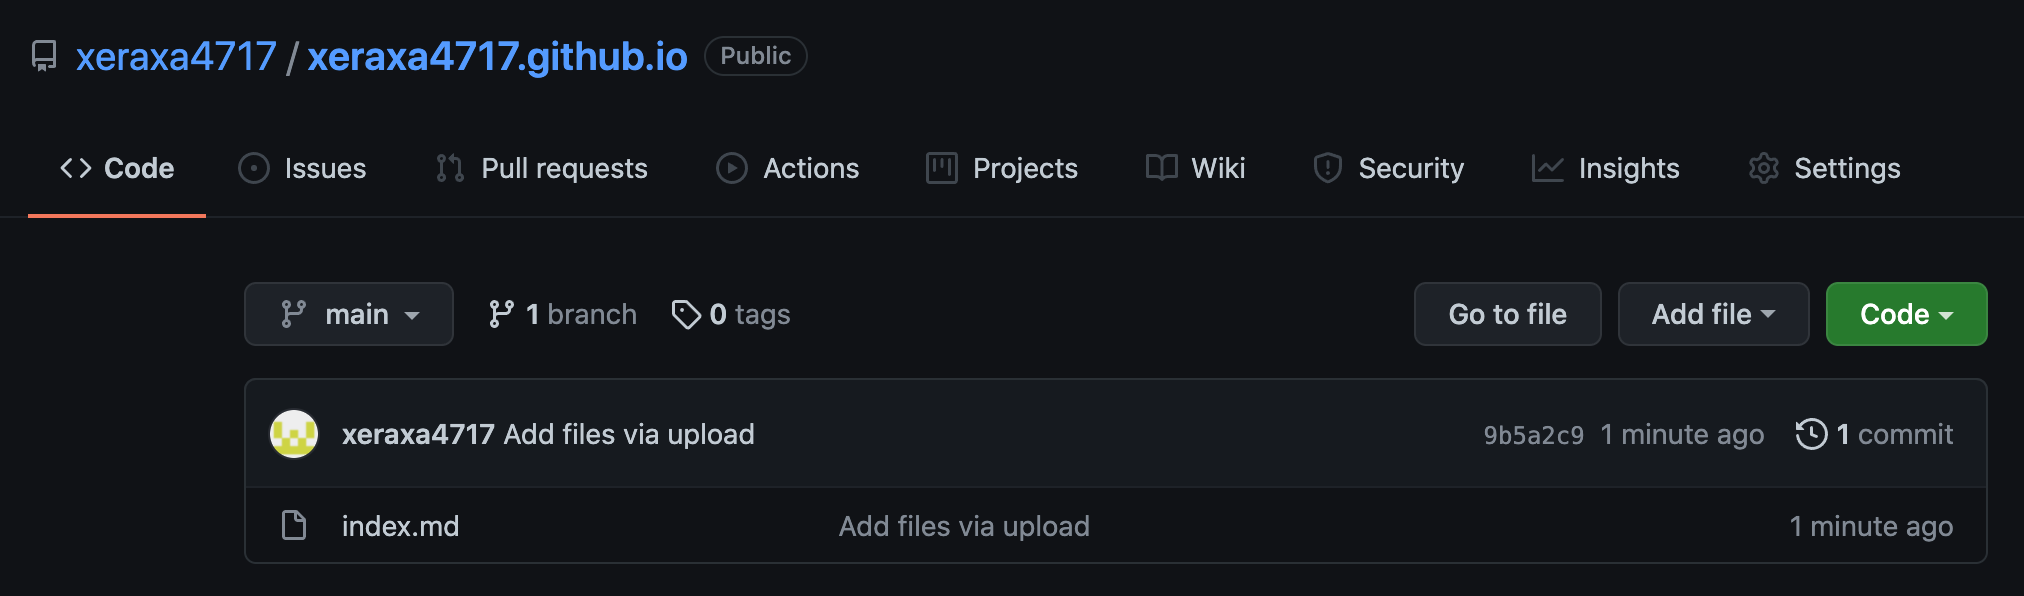 xeraxa4717 / xeraxa4717.github.io Public
Code Issues Pull requests Actions Projects Wiki Security Insights Settings
main 1 branch 0 tags Go to file Add file Code
xeraxa4717 Add files via upload 9b5a2c9 1 minute ago 1 commit
index.md Add files via upload 1 minute ago